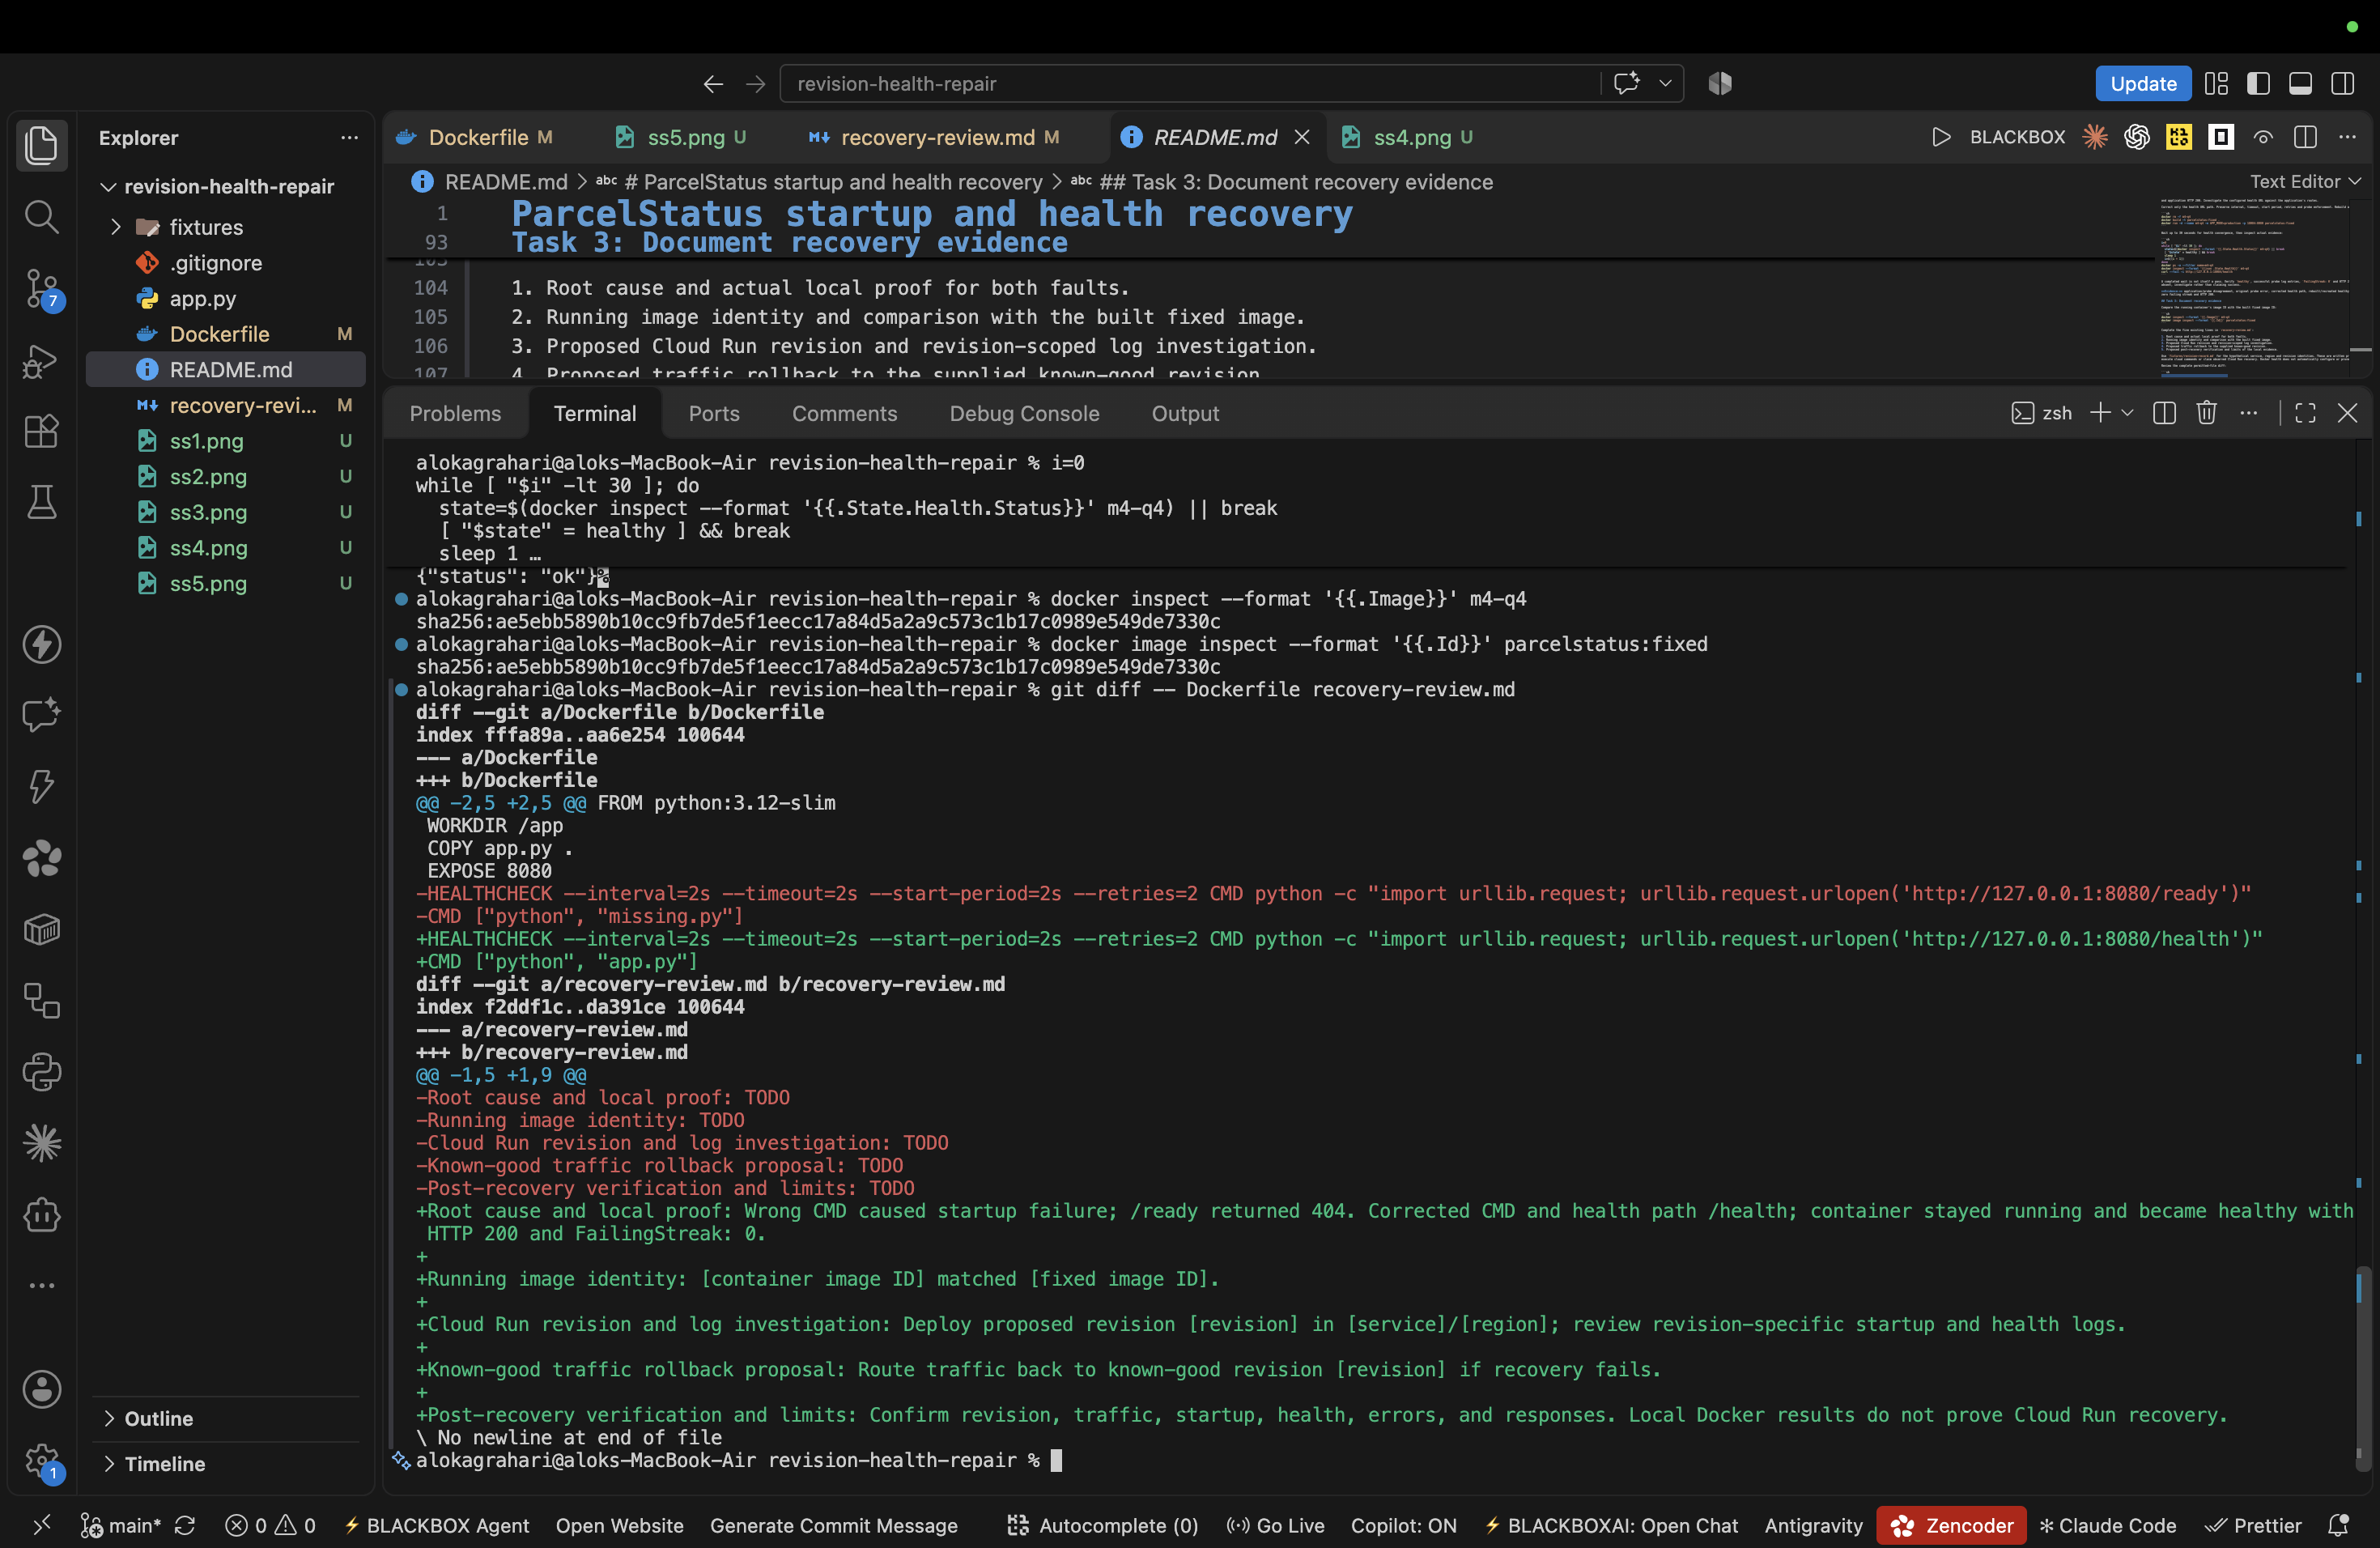 revision-health-repair
Update
Explorer
Dockerfile M
ss5.png U
recovery-review.md M
README.md
ss4.png U
BLACKBOX
revision-health-repair
fixtures
.gitignore
app.py
Dockerfile M
README.md
recovery-revi... M
ss1.png U
ss2.png U
ss3.png U
ss4.png U
ss5.png U
Outline
Timeline
7
1
README.md > abc # ParcelStatus startup and health recovery > abc ## Task 3: Document recovery evidence
Text Editor
1 ParcelStatus startup and health recovery
93 Task 3: Document recovery evidence
103
104 1. Root cause and actual local proof for both faults.
105 2. Running image identity and comparison with the built fixed image.
106 3. Proposed Cloud Run revision and revision-scoped log investigation.
107 4. Proposed traffic rollback to the supplied known-good revision
Problems Terminal Ports Comments Debug Console Output
zsh
alokagrahari@aloks-MacBook-Air revision-health-repair % i=0
while [ "$i" -lt 30 ]; do
state=$(docker inspect --format '{{.State.Health.Status}}' m4-q4) || break
[ "$state" = healthy ] && break
sleep 1 …
{"status": "ok"}%
alokagrahari@aloks-MacBook-Air revision-health-repair % docker inspect --format '{{.Image}}' m4-q4
sha256:ae5ebb5890b10cc9fb7de5f1eecc17a84d5a2a9c573c1b17c0989e549de7330c
alokagrahari@aloks-MacBook-Air revision-health-repair % docker image inspect --format '{{.Id}}' parcelstatus:fixed
sha256:ae5ebb5890b10cc9fb7de5f1eecc17a84d5a2a9c573c1b17c0989e549de7330c
alokagrahari@aloks-MacBook-Air revision-health-repair % git diff -- Dockerfile recovery-review.md
diff --git a/Dockerfile b/Dockerfile
index fffa89a..aa6e254 100644
--- a/Dockerfile
+++ b/Dockerfile
@@ -2,5 +2,5 @@ FROM python:3.12-slim
WORKDIR /app
COPY app.py .
EXPOSE 8080
-HEALTHCHECK --interval=2s --timeout=2s --start-period=2s --retries=2 CMD python -c "import urllib.request; urllib.request.urlopen('http://127.0.0.1:8080/ready')"
-CMD ["python", "missing.py"]
+HEALTHCHECK --interval=2s --timeout=2s --start-period=2s --retries=2 CMD python -c "import urllib.request; urllib.request.urlopen('http://127.0.0.1:8080/health')"
+CMD ["python", "app.py"]
diff --git a/recovery-review.md b/recovery-review.md
index f2ddf1c..da391ce 100644
--- a/recovery-review.md
+++ b/recovery-review.md
@@ -1,5 +1,9 @@
-Root cause and local proof: TODO
-Running image identity: TODO
-Cloud Run revision and log investigation: TODO
-Known-good traffic rollback proposal: TODO
-Post-recovery verification and limits: TODO
+Root cause and local proof: Wrong CMD caused startup failure; /ready returned 404. Corrected CMD and health path /health; container stayed running and became healthy with
HTTP 200 and FailingStreak: 0.
+
+Running image identity: [container image ID] matched [fixed image ID].
+
+Cloud Run revision and log investigation: Deploy proposed revision [revision] in [service]/[region]; review revision-specific startup and health logs.
+
+Known-good traffic rollback proposal: Route traffic back to known-good revision [revision] if recovery fails.
+
+Post-recovery verification and limits: Confirm revision, traffic, startup, health, errors, and responses. Local Docker results do not prove Cloud Run recovery.
\ No newline at end of file
alokagrahari@aloks-MacBook-Air revision-health-repair %
main* 0 0 BLACKBOX Agent Open Website Generate Commit Message Autocomplete (0) Go Live Copilot: ON BLACKBOXAI: Open Chat Antigravity Zencoder Claude Code Prettier